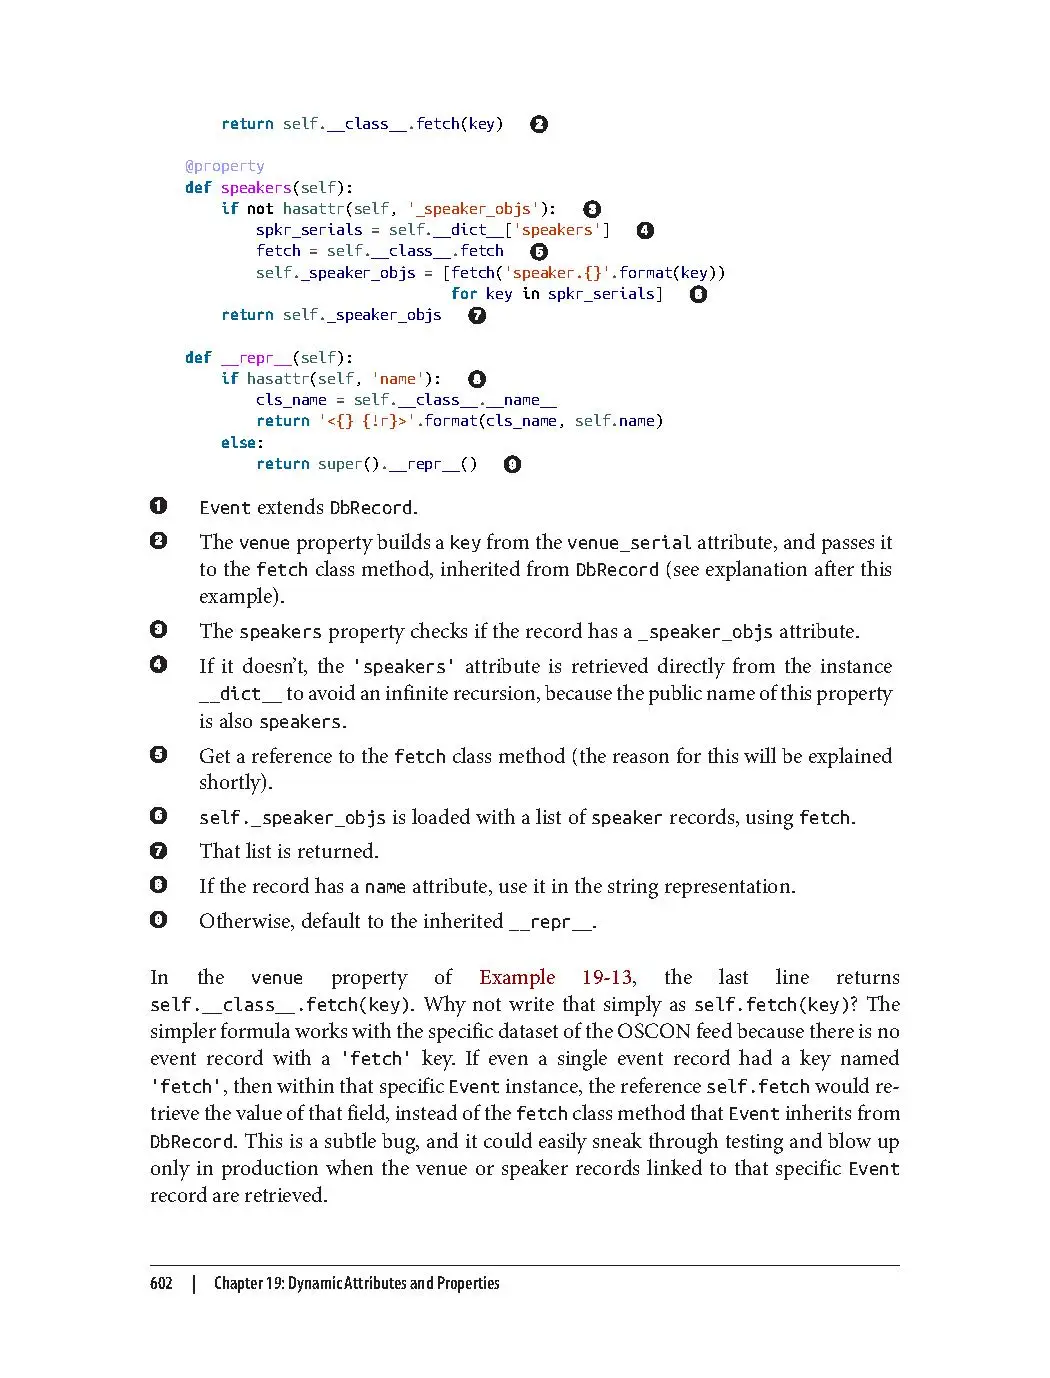 return self.__class__.fetch(key) ❷
@property
def speakers(self):
if not hasattr(self, '_speaker_objs'): ❸
spkr_serials = self.__dict__['speakers'] ❹
fetch = self.__class__.fetch ❺
self._speaker_objs = [fetch('speaker.{}'.format(key))
for key in spkr_serials] ❻
return self._speaker_objs ❼
def __repr__(self):
if hasattr(self, 'name'): ❽
cls_name = self.__class__.__name__
return '<{} {!r}>'.format(cls_name, self.name)
else:
return super().__repr__() ❾
❶ Event extends DbRecord.
❷ The venue property builds a key from the venue_serial attribute, and passes it
to the fetch class method, inherited from DbRecord (see explanation after this
example).
❸ The speakers property checks if the record has a _speaker_objs attribute.
❹ If it doesn’t, the 'speakers' attribute is retrieved directly from the instance
__dict__ to avoid an infinite recursion, because the public name of this property
is also speakers.
❺ Get a reference to the fetch class method (the reason for this will be explained
shortly).
❻ self._speaker_objs is loaded with a list of speaker records, using fetch.
❼ That list is returned.
❽ If the record has a name attribute, use it in the string representation.
❾ Otherwise, default to the inherited __repr__.
In the venue property of Example 19-13, the last line returns
self.__class__.fetch(key). Why not write that simply as self.fetch(key)? The
simpler formula works with the specific dataset of the OSCON feed because there is no
event record with a 'fetch' key. If even a single event record had a key named
'fetch', then within that specific Event instance, the reference self.fetch would re-
trieve the value of that field, instead of the fetch class method that Event inherits from
DbRecord. This is a subtle bug, and it could easily sneak through testing and blow up
only in production when the venue or speaker records linked to that specific Event
record are retrieved.
602 | Chapter 19: Dynamic Attributes and Properties